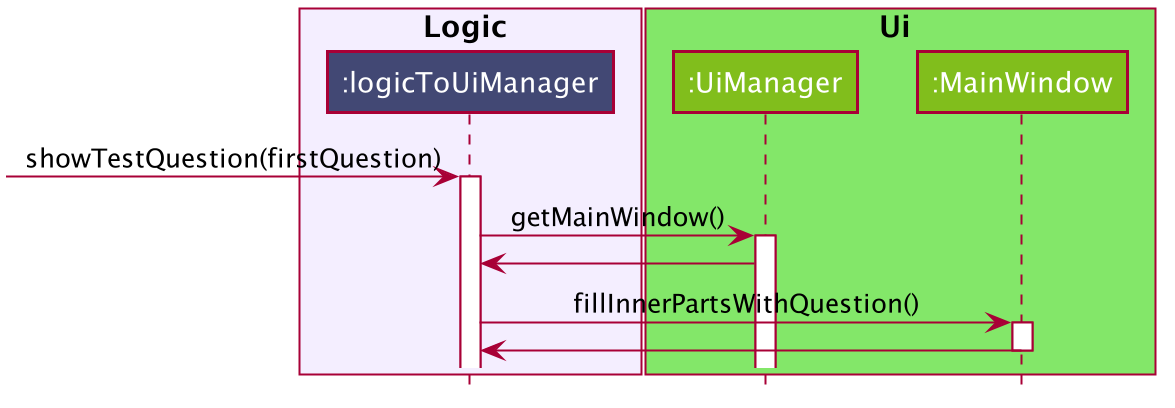 Logic
Ui
:logicToUiManager
:UiManager
:MainWindow
showTestQuestion(firstQuestion)
getMainWindow()
fillInnerPartsWithQuestion()